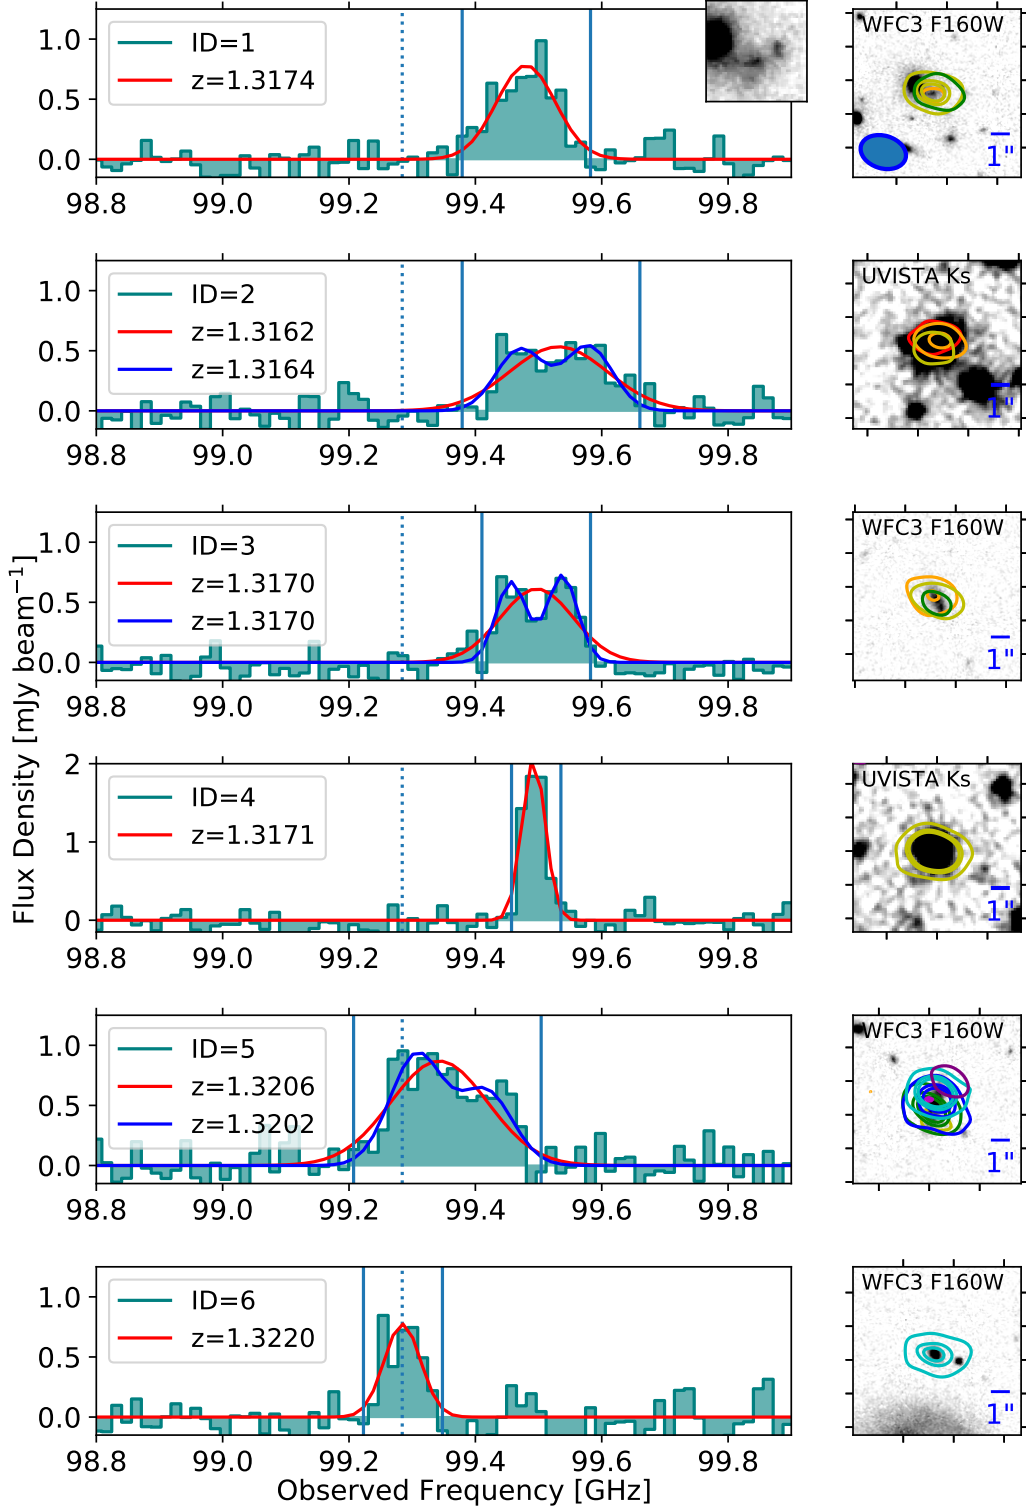 1.0
0.5
0.0
ID=1
z=1.3174
98.8 99.0 99.2 99.4 99.6 99.8
WFC3 F160W
1"
1.0
0.5
0.0
ID=2
z=1.3162
z=1.3164
98.8 99.0 99.2 99.4 99.6 99.8
UVISTA Ks
1"
1.0
0.5
0.0
ID=3
z=1.3170
z=1.3170
98.8 99.0 99.2 99.4 99.6 99.8
WFC3 F160W
1"
Flux Density [mJy beam⁻¹]
2
1
0
ID=4
z=1.3171
98.8 99.0 99.2 99.4 99.6 99.8
UVISTA Ks
1"
1.0
0.5
0.0
ID=5
z=1.3206
z=1.3202
98.8 99.0 99.2 99.4 99.6 99.8
WFC3 F160W
1"
1.0
0.5
0.0
ID=6
z=1.3220
98.8 99.0 99.2 99.4 99.6 99.8
WFC3 F160W
1"
Observed Frequency [GHz]